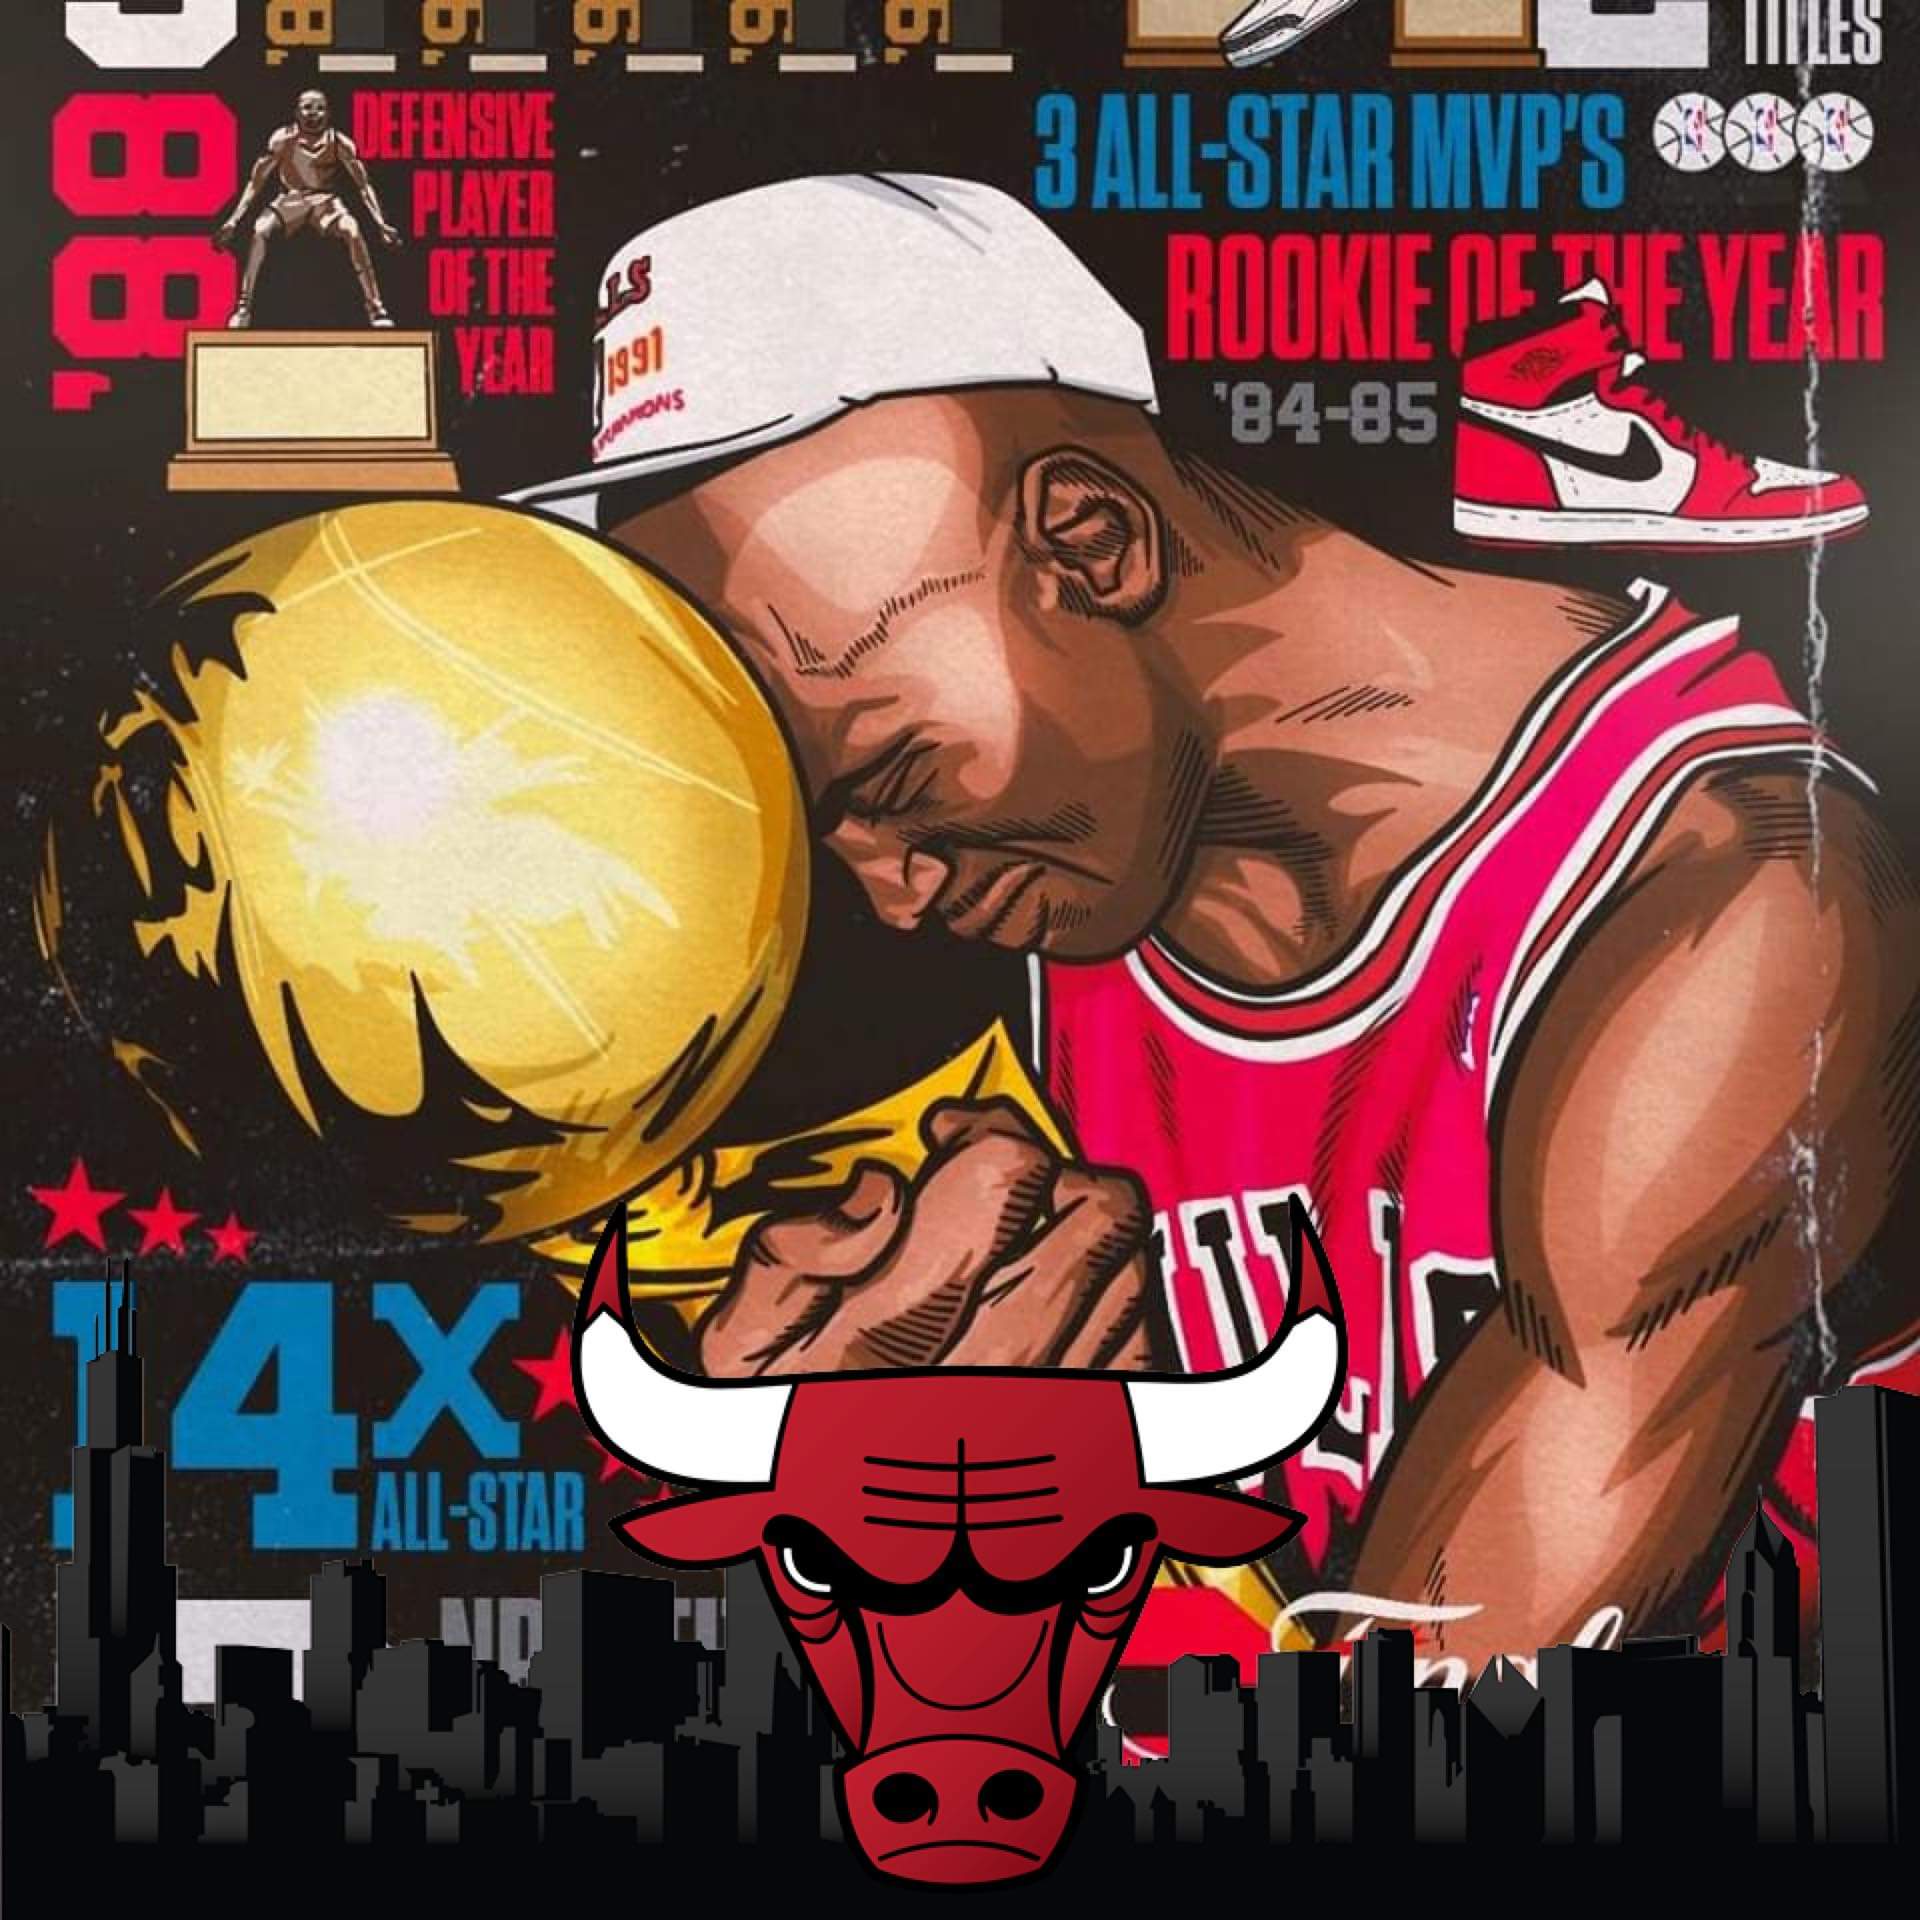 TITLES
'88
DEFENSIVE
PLAYER
OF THE
YEAR
3 ALL-STAR MVP'S
ROOKIE OF THE YEAR
'84-85
LLS
1991
14X
ALL-STAR